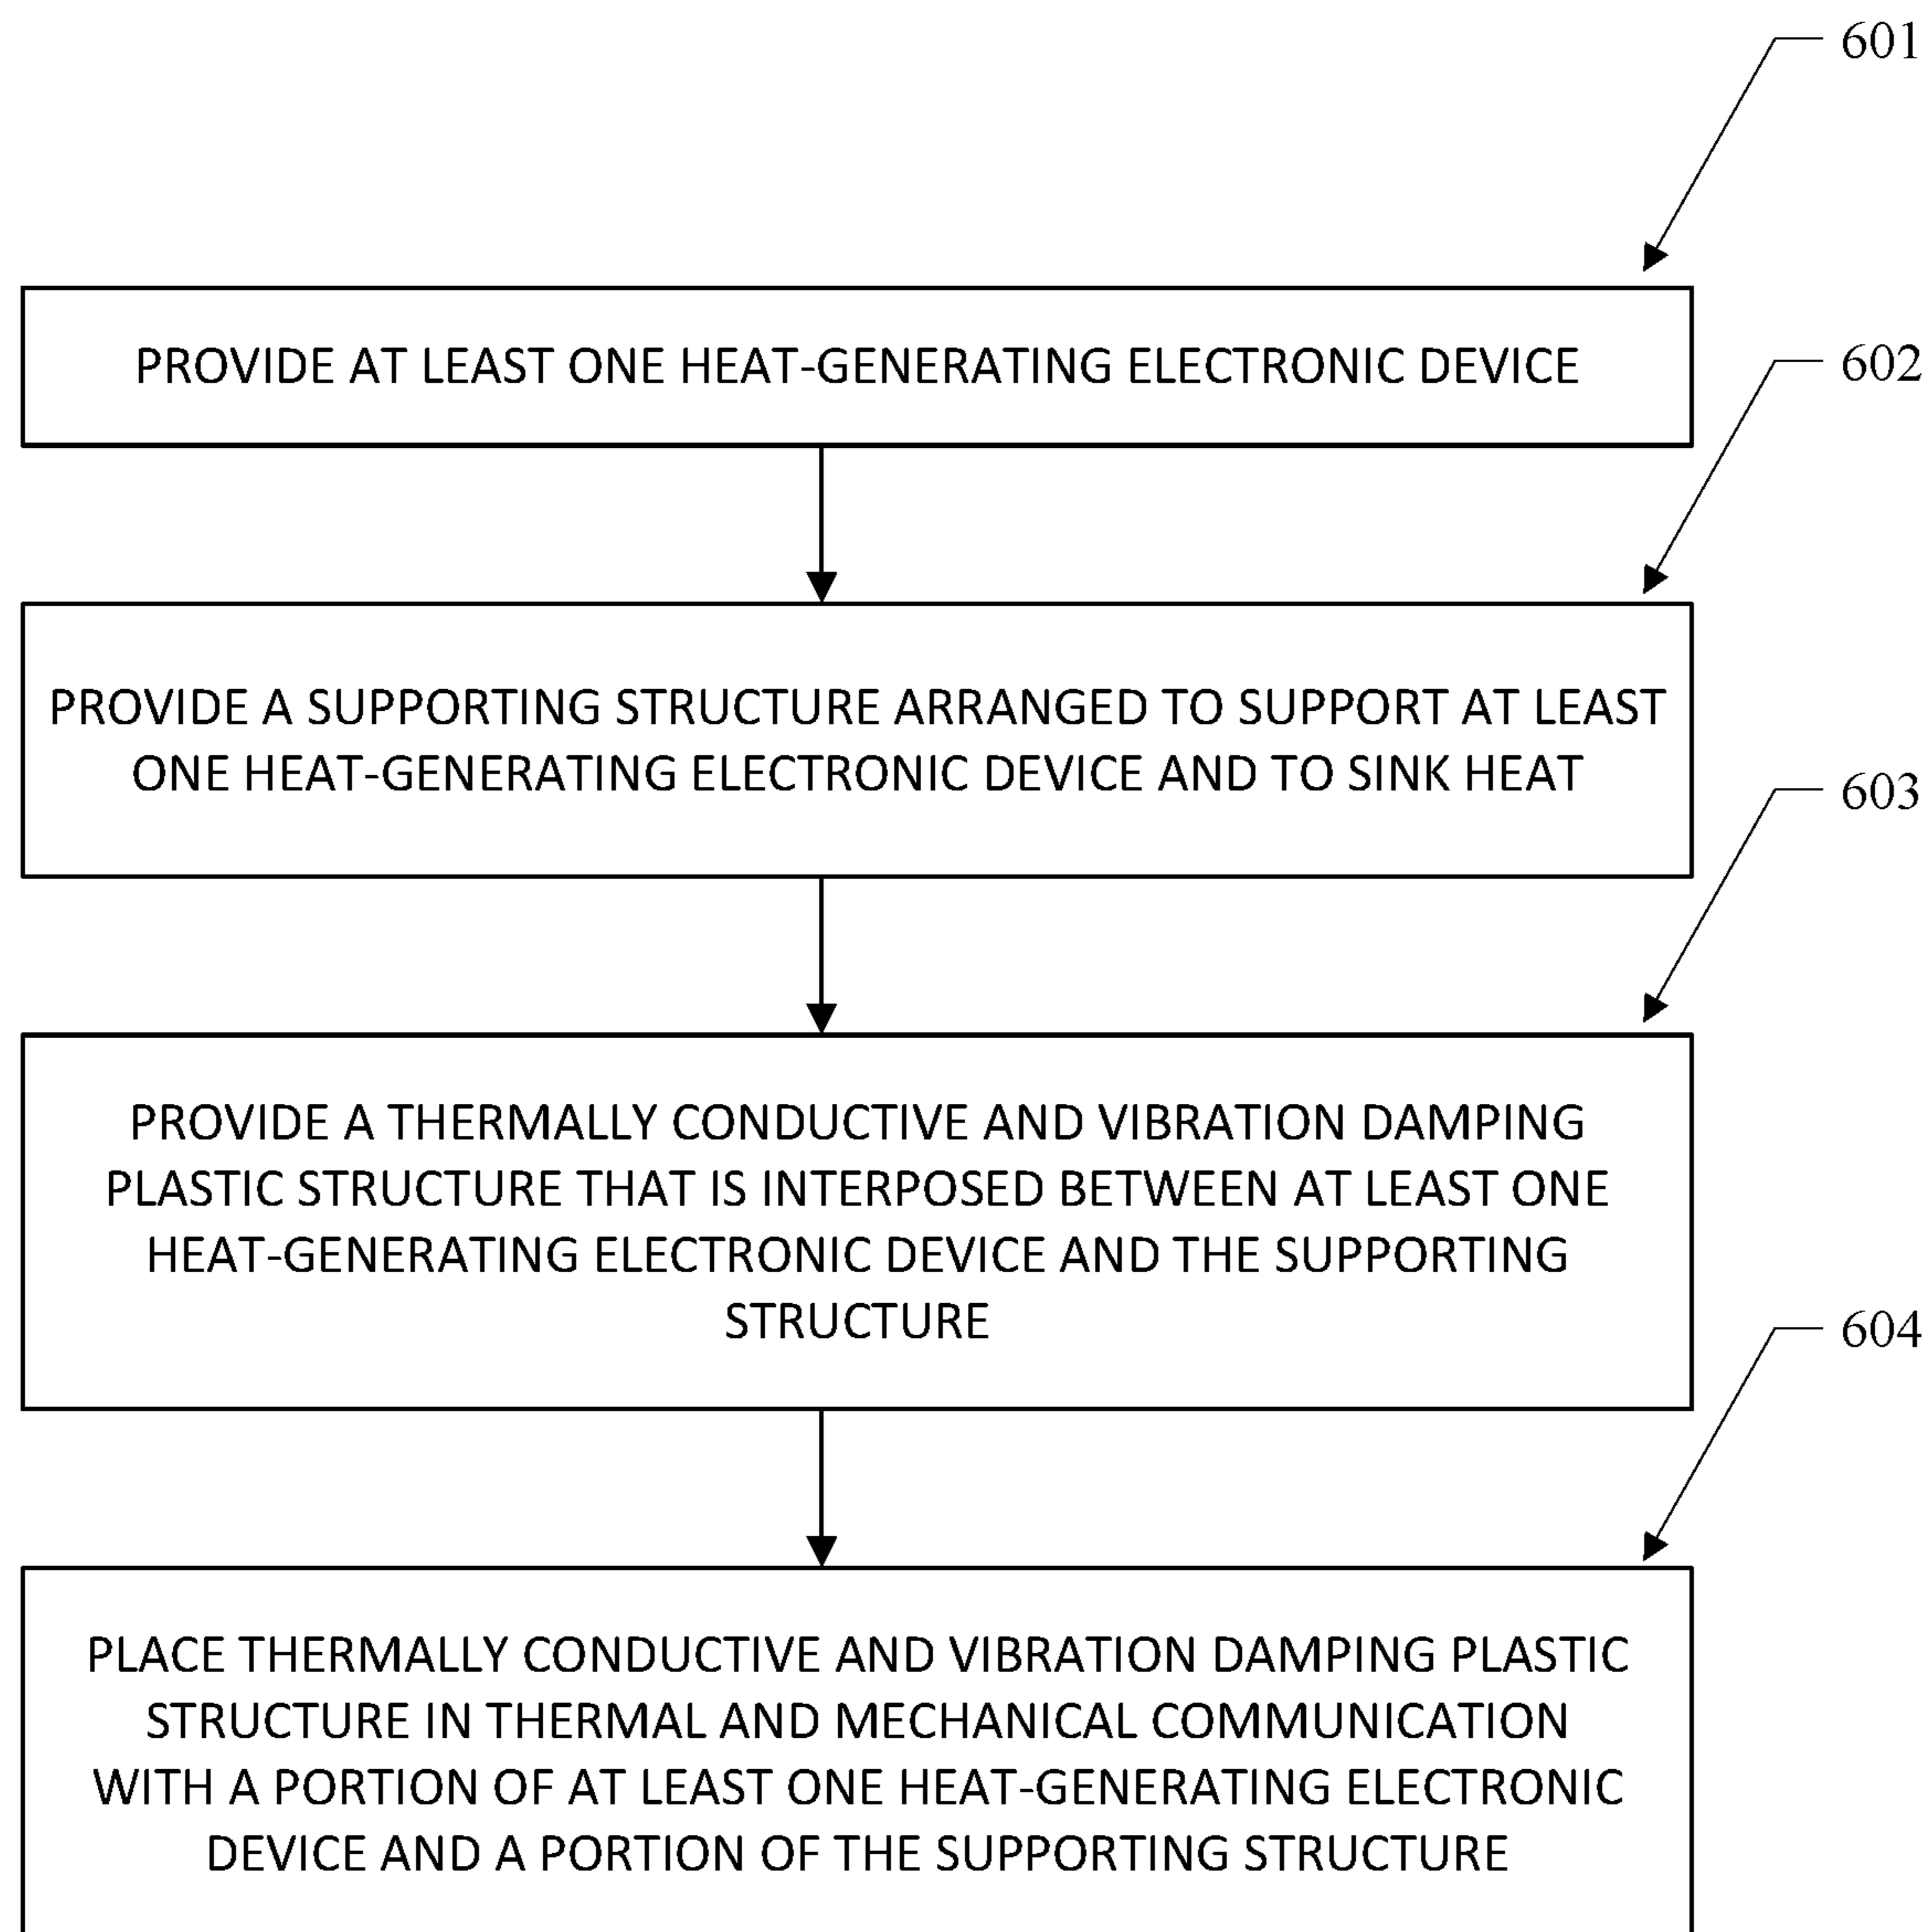 601
PROVIDE AT LEAST ONE HEAT-GENERATING ELECTRONIC DEVICE
602
PROVIDE A SUPPORTING STRUCTURE ARRANGED TO SUPPORT AT LEAST
ONE HEAT-GENERATING ELECTRONIC DEVICE AND TO SINK HEAT
603
PROVIDE A THERMALLY CONDUCTIVE AND VIBRATION DAMPING
PLASTIC STRUCTURE THAT IS INTERPOSED BETWEEN AT LEAST ONE
HEAT-GENERATING ELECTRONIC DEVICE AND THE SUPPORTING
STRUCTURE
604
PLACE THERMALLY CONDUCTIVE AND VIBRATION DAMPING PLASTIC
STRUCTURE IN THERMAL AND MECHANICAL COMMUNICATION
WITH A PORTION OF AT LEAST ONE HEAT-GENERATING ELECTRONIC
DEVICE AND A PORTION OF THE SUPPORTING STRUCTURE